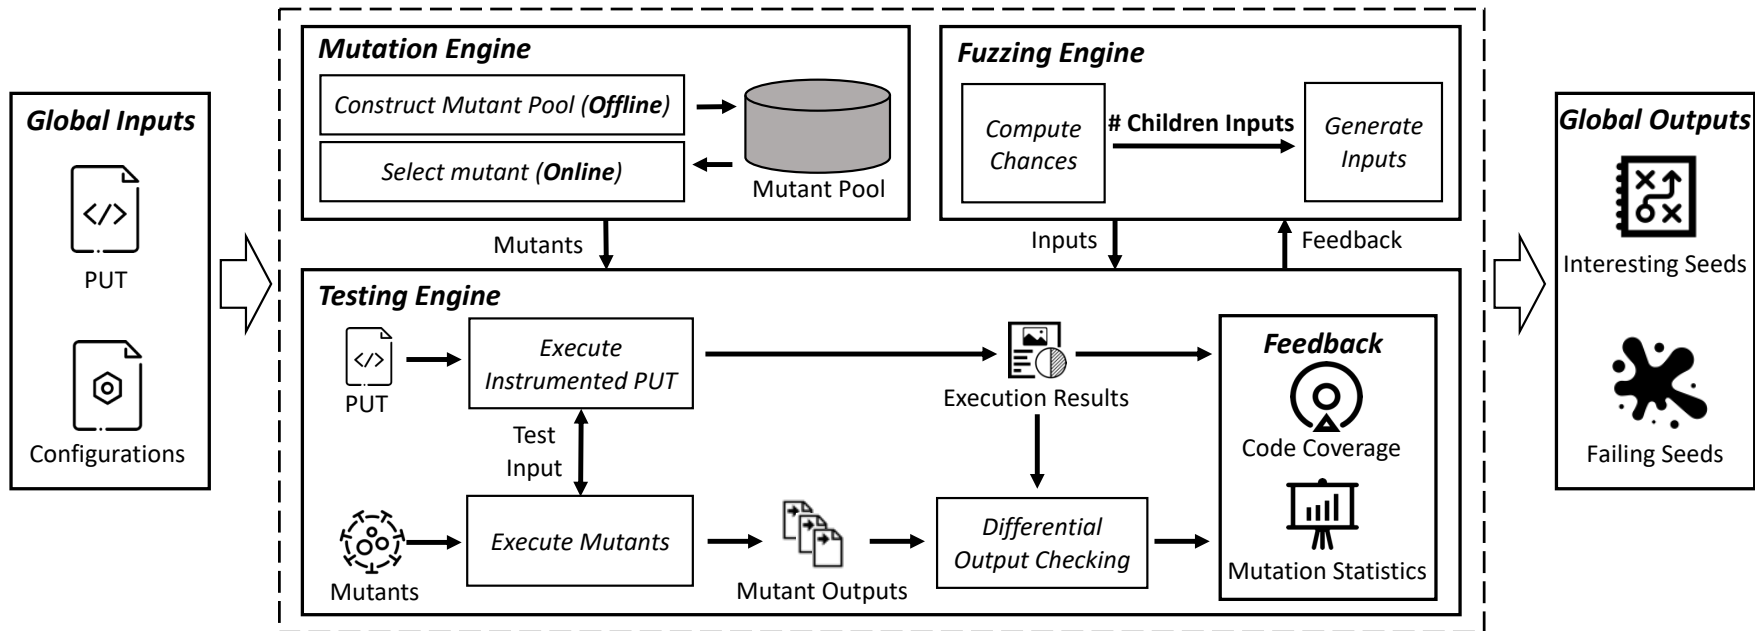 Global Inputs
PUT
Configurations
Mutation Engine
Construct Mutant Pool (Offline)
Select mutant (Online)
Mutant Pool
Fuzzing Engine
Compute
Chances
# Children Inputs
Generate
Inputs
Mutants
Inputs
Feedback
Testing Engine
PUT
Execute
Instrumented PUT
Execution Results
Test
Input
Mutants
Execute Mutants
Mutant Outputs
Differential
Output Checking
Feedback
Code Coverage
Mutation Statistics
Global Outputs
Interesting Seeds
Failing Seeds